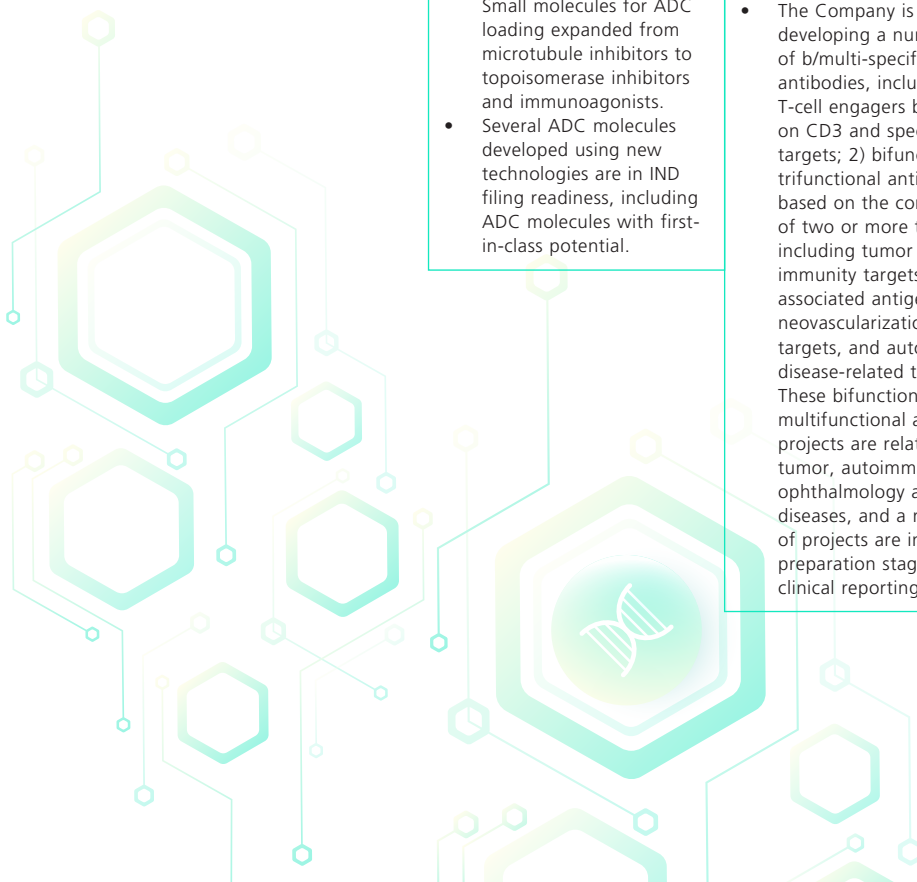 Small molecules for ADC
loading expanded from
microtubule inhibitors to
topoisomerase inhibitors
and immunoagonists.
• Several ADC molecules
developed using new
technologies are in IND
filing readiness, including
ADC molecules with first-
in-class potential.
• The Company is
developing a nu
of b/multi-specif
antibodies, inclu
T-cell engagers b
on CD3 and spe
targets; 2) bifun
trifunctional anti
based on the co
of two or more t
including tumor
immunity targets
associated antige
neovascularizatio
targets, and auto
disease-related t
These bifunction
multifunctional a
projects are relat
tumor, autoimm
ophthalmology a
diseases, and a
of projects are i
preparation stag
clinical reporting